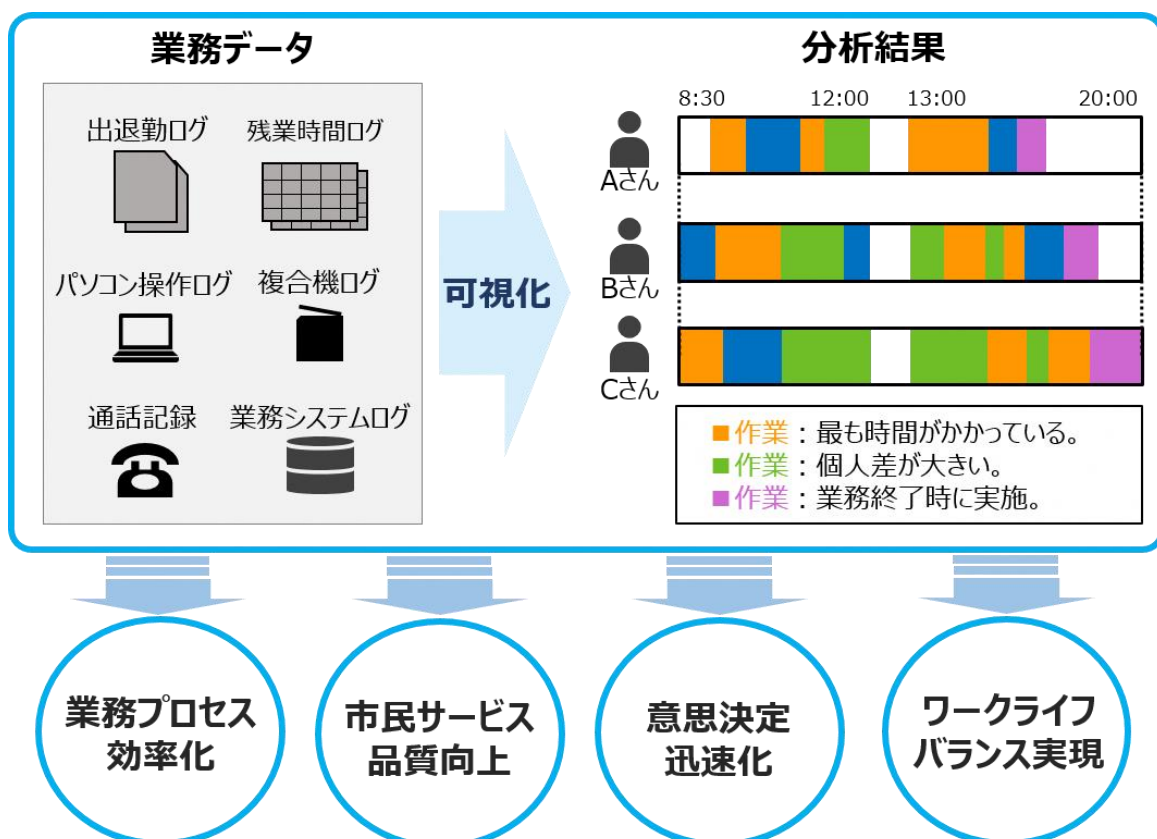 業務データ
出退勤ログ
残業時間ログ
パソコン操作ログ
複合機ログ
通話記録
業務システムログ
可視化
分析結果
8:30
12:00
13:00
20:00
Aさん
Bさん
Cさん
■作業：最も時間がかかっている。
■作業：個人差が大きい。
■作業：業務終了時に実施。
業務プロセス
効率化
市民サービス
品質向上
意思決定
迅速化
ワークライフ
バランス実現